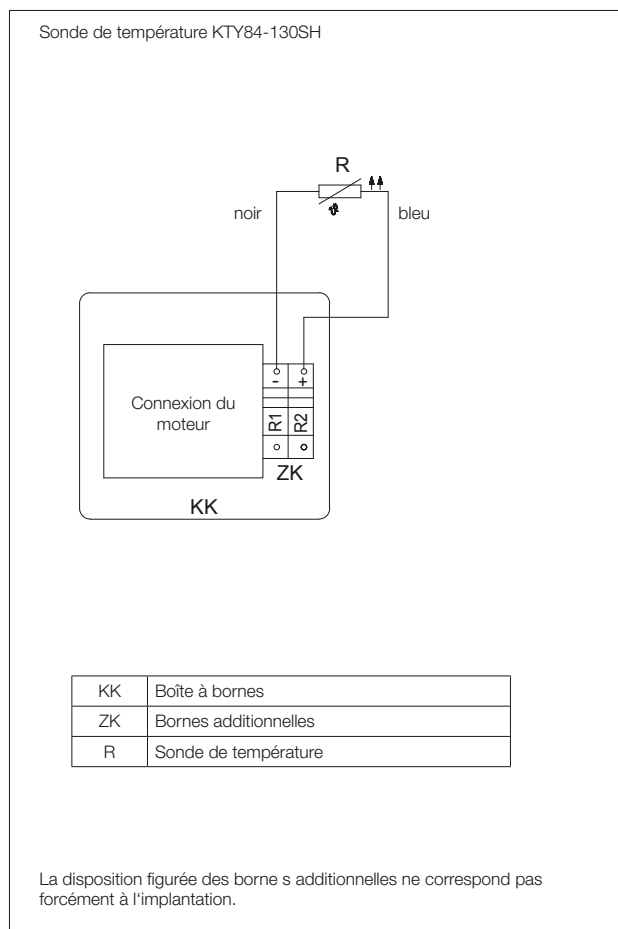 Sonde de température KTY84-130SH
R
noir
bleu
ϑ
- +
Connexion du
moteur
R1 R2
ZK
KK
KK Boîte à bornes
ZK Bornes additionnelles
R Sonde de température
La disposition figurée des borne s additionnelles ne correspond pas
forcément à l'implantation.